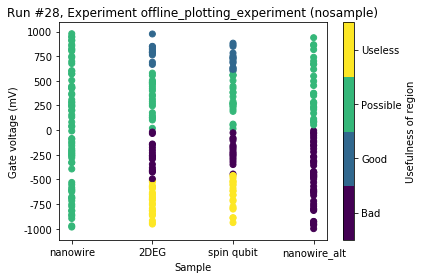 Run #28, Experiment offline_plotting_experiment (nosample)
1000
750
500
250
0
-250
-500
-750
-1000
Gate voltage (mV)
nanowire
2DEG
spin qubit
nanowire_alt
Sample
Useless
Possible
Good
Bad
Usefulness of region